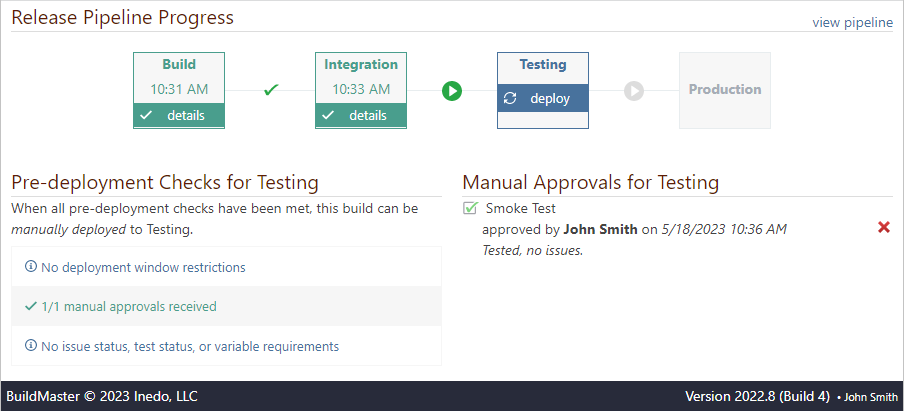 Release Pipeline Progress
view pipeline
Build
10:31 AM
details
Integration
10:33 AM
details
Testing
deploy
Production
Pre-deployment Checks for Testing
When all pre-deployment checks have been met, this build can be
manually deployed to Testing.
No deployment window restrictions
1/1 manual approvals received
No issue status, test status, or variable requirements
Manual Approvals for Testing
Smoke Test
approved by John Smith on 5/18/2023 10:36 AM
Tested, no issues.
BuildMaster © 2023 Inedo, LLC
Version 2022.8 (Build 4) • John Smith